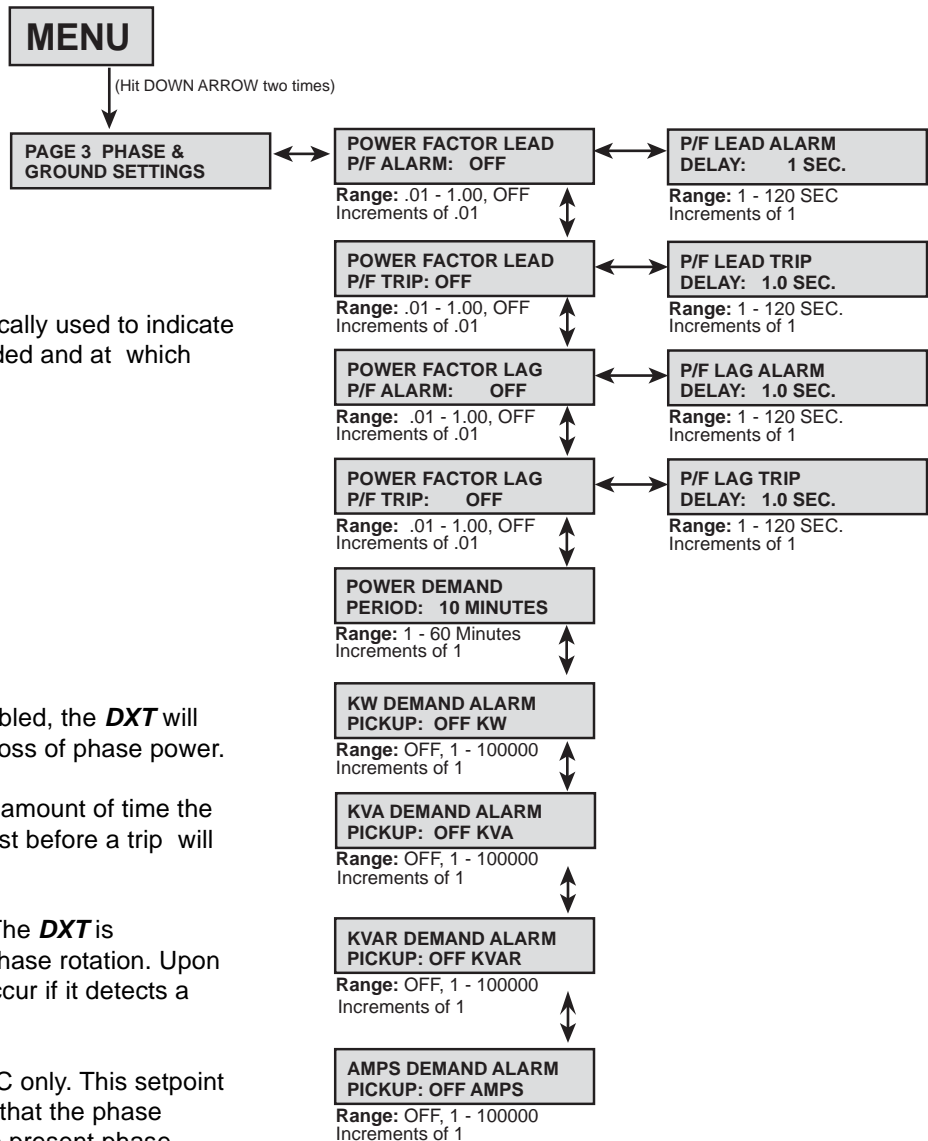 MENU
(Hit DOWN ARROW two times)
PAGE 3 PHASE &
GROUND SETTINGS
POWER FACTOR LEAD
P/F ALARM: OFF
Range: .01 - 1.00, OFF
Increments of .01
P/F LEAD ALARM
DELAY: 1 SEC.
Range: 1 - 120 SEC
Increments of 1
POWER FACTOR LEAD
P/F TRIP: OFF
Range: .01 - 1.00, OFF
Increments of .01
P/F LEAD TRIP
DELAY: 1.0 SEC.
Range: 1 - 120 SEC.
Increments of 1
POWER FACTOR LAG
P/F ALARM: OFF
Range: .01 - 1.00, OFF
Increments of .01
P/F LAG ALARM
DELAY: 1.0 SEC.
Range: 1 - 120 SEC.
Increments of 1
POWER FACTOR LAG
P/F TRIP: OFF
Range: .01 - 1.00, OFF
Increments of .01
P/F LAG TRIP
DELAY: 1.0 SEC.
Range: 1 - 120 SEC.
Increments of 1
POWER DEMAND
PERIOD: 10 MINUTES
Range: 1 - 60 Minutes
Increments of 1
KW DEMAND ALARM
PICKUP: OFF KW
Range: OFF, 1 - 100000
Increments of 1
KVA DEMAND ALARM
PICKUP: OFF KVA
Range: OFF, 1 - 100000
Increments of 1
KVAR DEMAND ALARM
PICKUP: OFF KVAR
Range: OFF, 1 - 100000
Increments of 1
AMPS DEMAND ALARM
PICKUP: OFF AMPS
Range: OFF, 1 - 100000
Increments of 1
cally used to indicate
ded and at which
bled, the DXT will
oss of phase power.
amount of time the
st before a trip will
The DXT is
hase rotation. Upon
ccur if it detects a
C only. This setpoint
that the phase
present phase